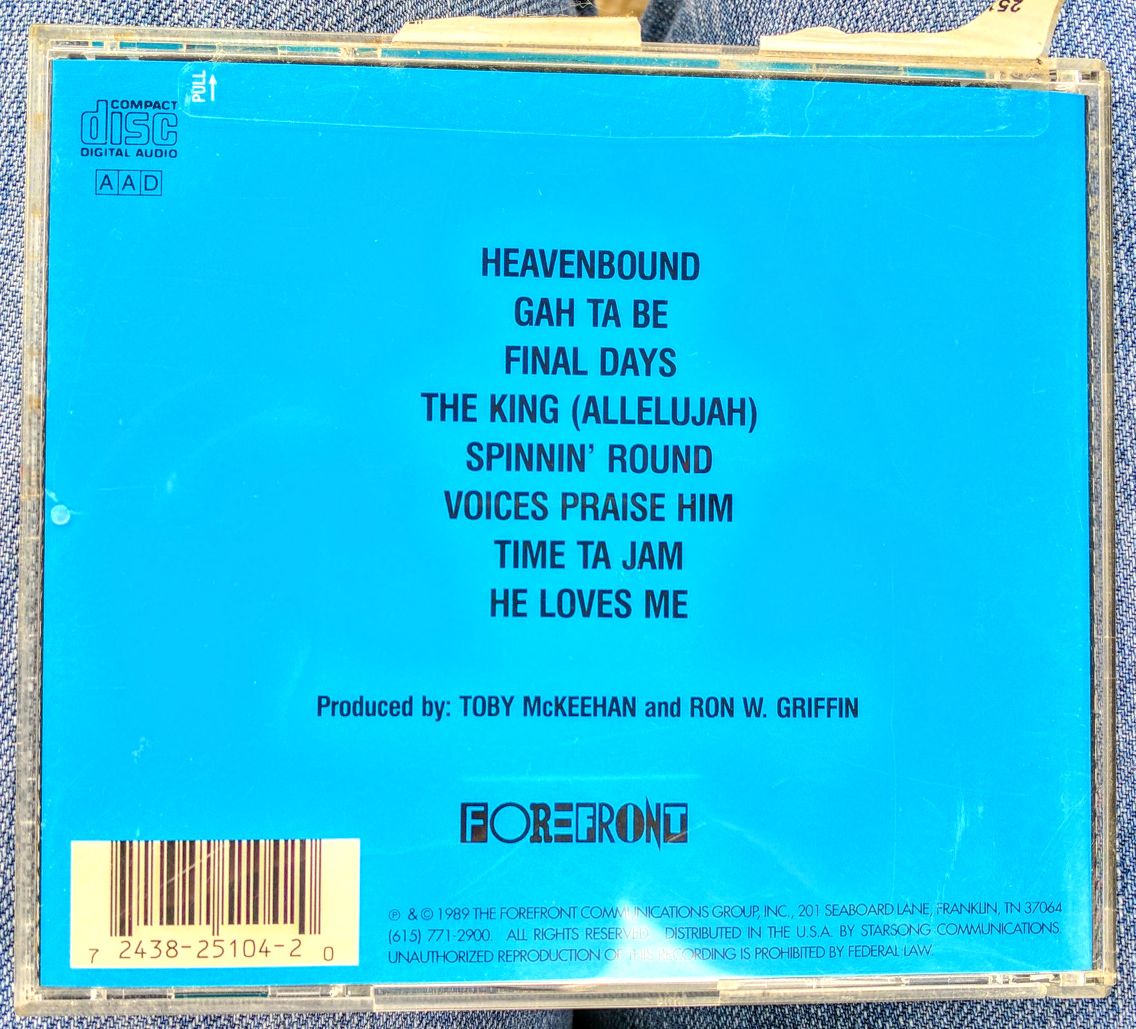 25
PULL
COMPACT
disc
DIGITAL AUDIO
AAD
HEAVENBOUND
GAH TA BE
FINAL DAYS
THE KING (ALLELUJAH)
SPINNIN' ROUND
VOICES PRAISE HIM
TIME TA JAM
HE LOVES ME
Produced by: TOBY McKEEHAN and RON W. GRIFFIN
FOREFRONT
7 2438-25104-2 0
℗ & © 1989 THE FOREFRONT COMMUNICATIONS GROUP, INC., 201 SEABOARD LANE, FRANKLIN, TN 37064
(615) 771-2900. ALL RIGHTS RESERVED. DISTRIBUTED IN THE U.S.A. BY STARSONG COMMUNICATIONS.
UNAUTHORIZED REPRODUCTION OF THIS RECORDING IS PROHIBITED BY FEDERAL LAW.